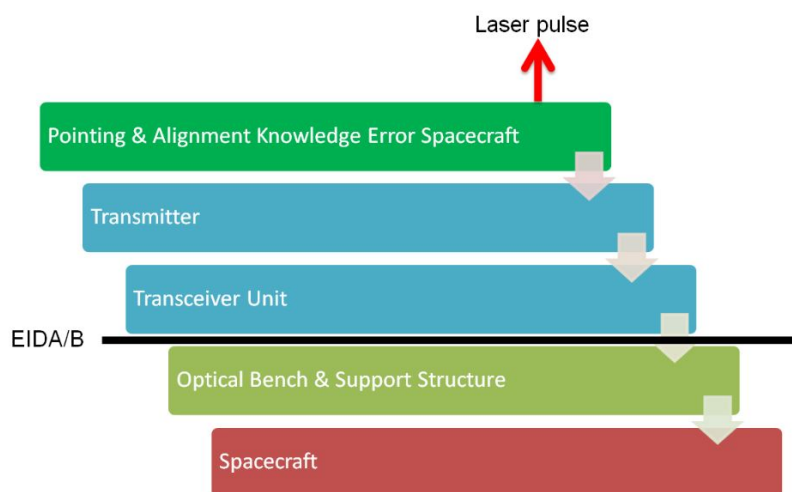 Laser pulse
Pointing & Alignment Knowledge Error Spacecraft
Transmitter
Transceiver Unit
EIDA/B
Optical Bench & Support Structure
Spacecraft